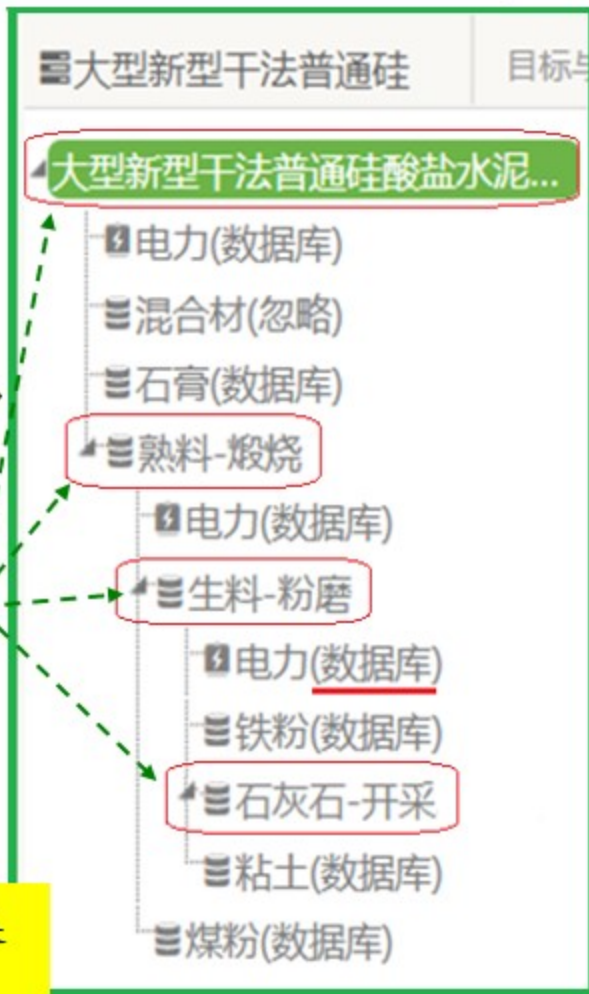 大型新型干法普通硅
目标与
大型新型干法普通硅酸盐水泥...
电力(数据库)
混合材(忽略)
石膏(数据库)
熟料-煅烧
电力(数据库)
生料-粉磨
电力(数据库)
铁粉(数据库)
石灰石-开采
粘土(数据库)
煤粉(数据库)